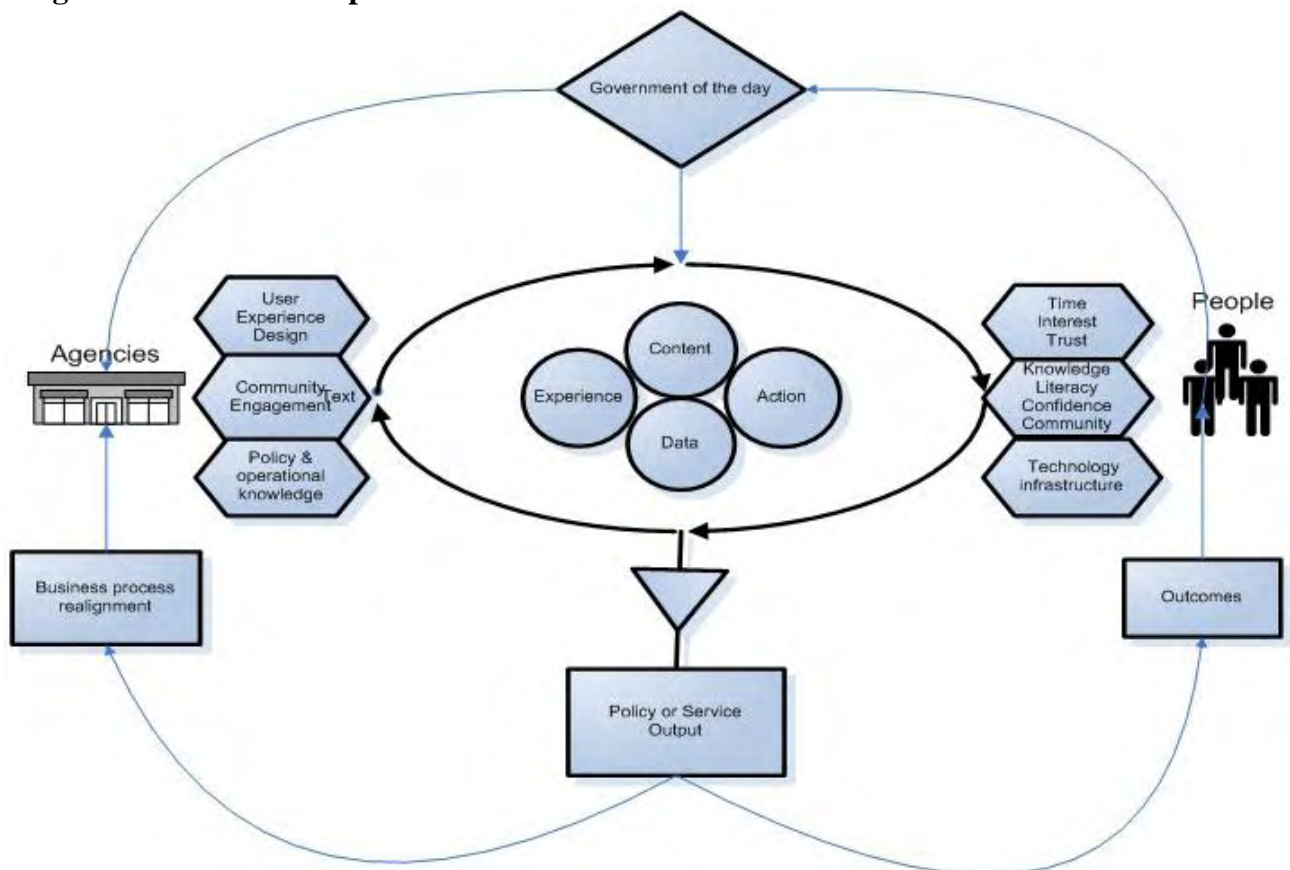 Government of the day
User
Experience
Design
Agencies
Community
Engagement
Text
Policy &
operational
knowledge
Content
Experience
Action
Data
Time
Interest
Trust
People
Knowledge
Literacy
Confidence
Community
Technology
infrastructure
Business process
realignment
Outcomes
Policy or Service
Output